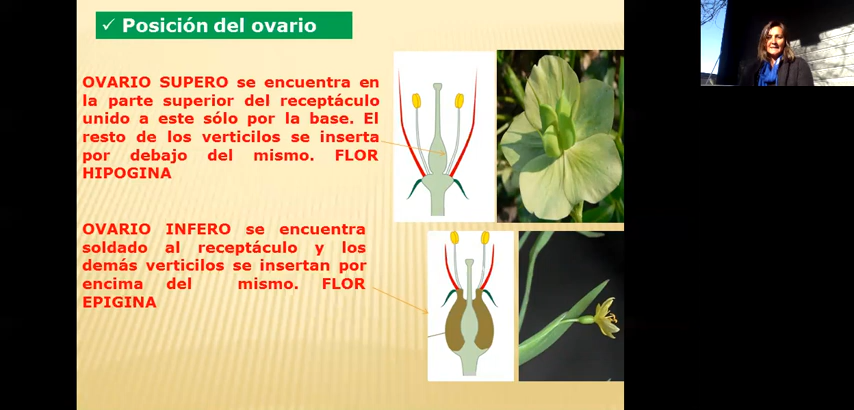 ✓ Posición del ovario
OVARIO SUPERO se encuentra en
la parte superior del receptáculo
unido a este sólo por la base. El
resto de los verticilos se inserta
por debajo del mismo. FLOR
HIPOGINA
OVARIO INFERO se encuentra
soldado al receptáculo y los
demás verticilos se insertan por
encima del mismo. FLOR
EPIGINA